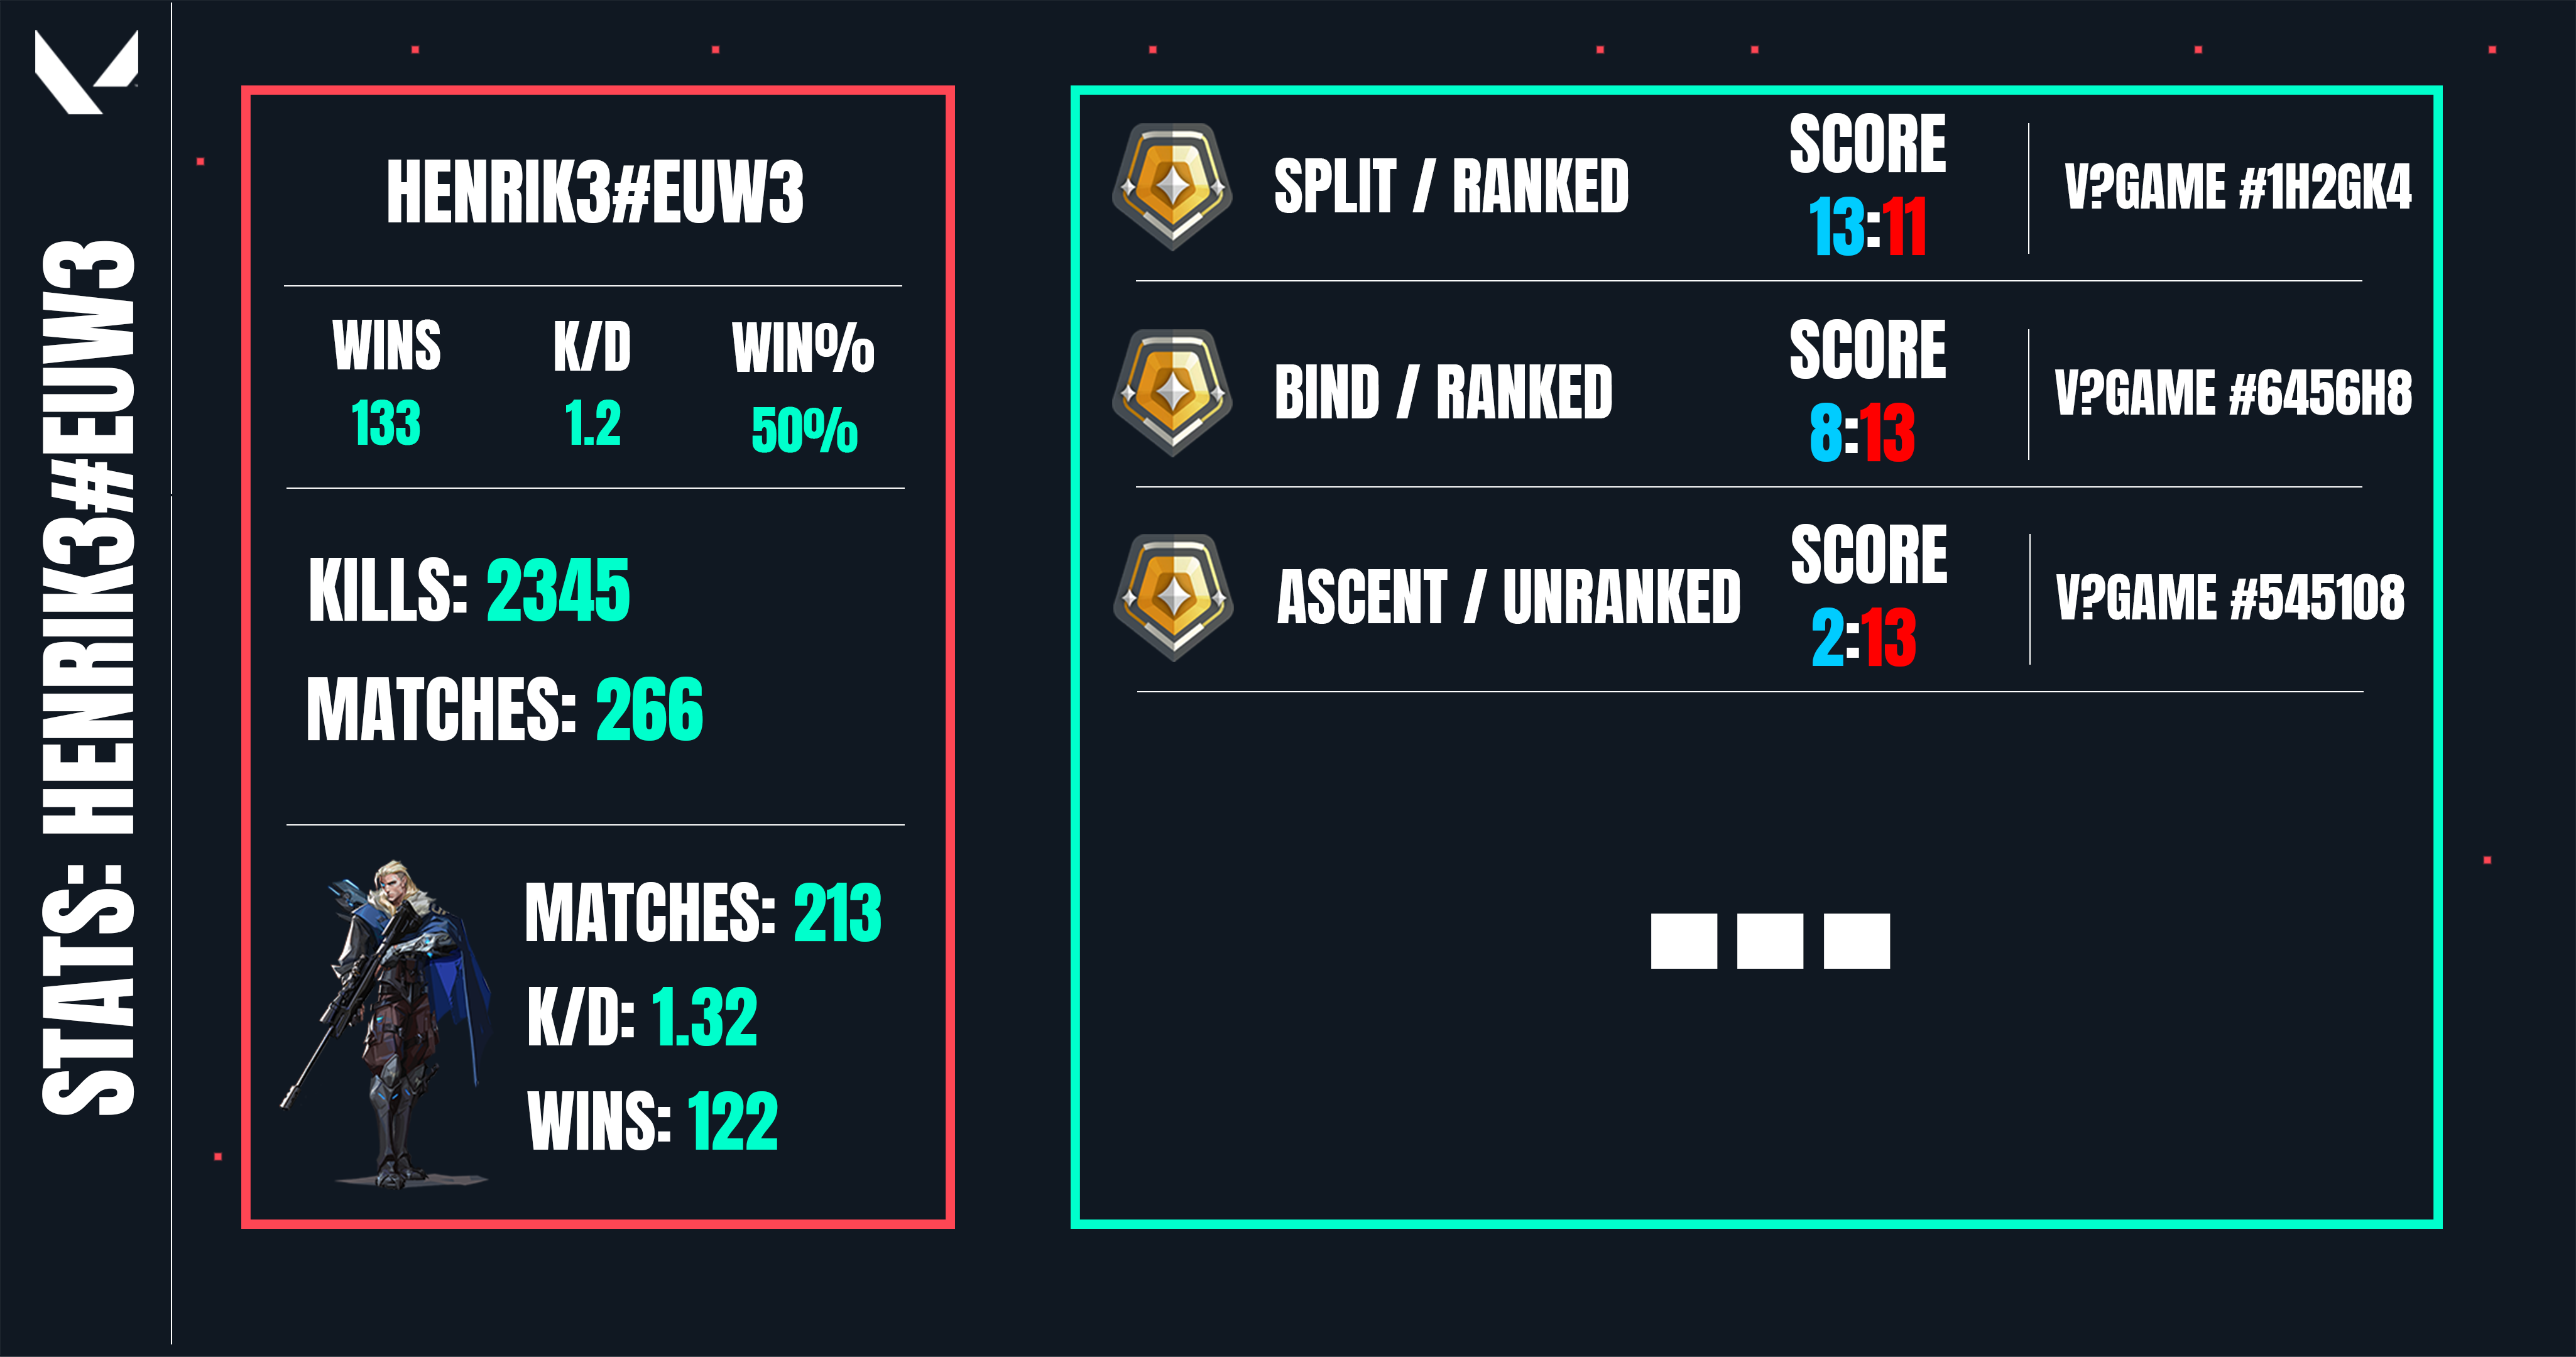 STATS: HENRIK3#EUW3
HENRIK3#EUW3
WINS K/D WIN%
133 1.2 50%
KILLS: 2345
MATCHES: 266
MATCHES: 213
K/D: 1.32
WINS: 122
SPLIT / RANKED
SCORE
13:11
V?GAME #1H2GK4
BIND / RANKED
SCORE
8:13
V?GAME #6456H8
ASCENT / UNRANKED
SCORE
2:13
V?GAME #545108